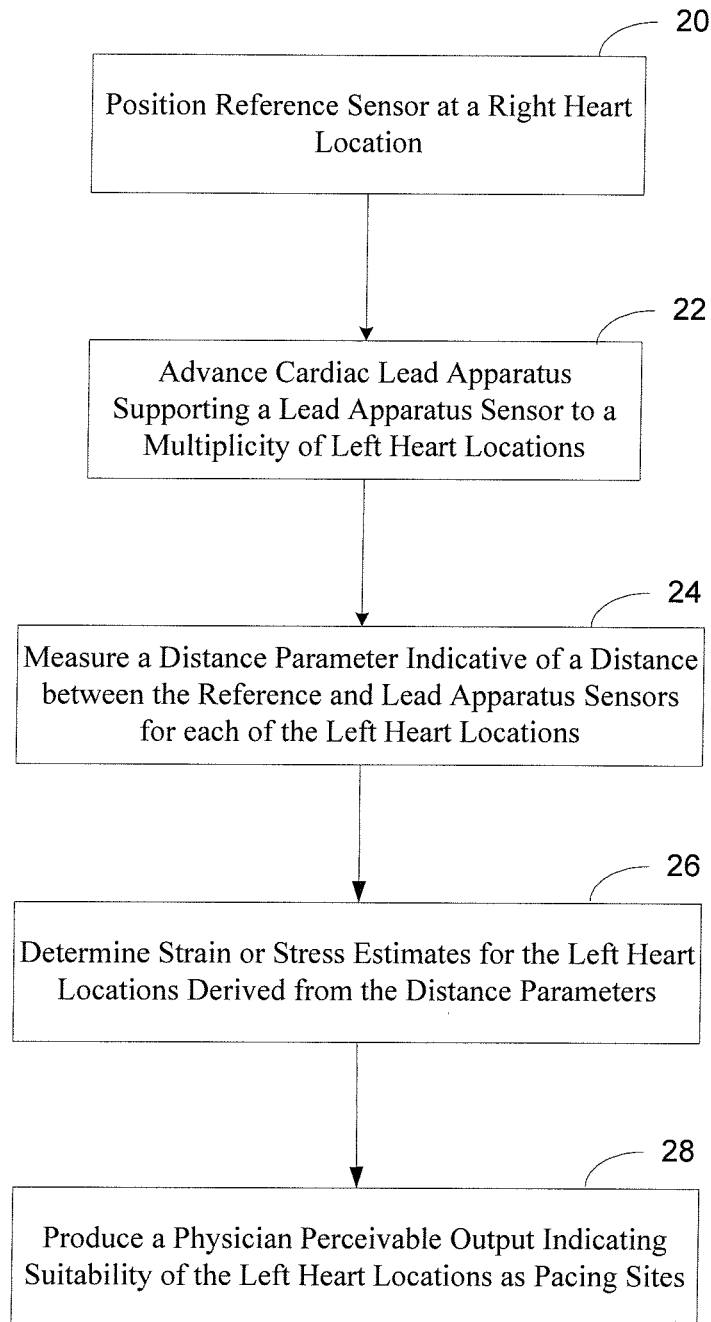 20
Position Reference Sensor at a Right Heart
Location
22
Advance Cardiac Lead Apparatus
Supporting a Lead Apparatus Sensor to a
Multiplicity of Left Heart Locations
24
Measure a Distance Parameter Indicative of a Distance
between the Reference and Lead Apparatus Sensors
for each of the Left Heart Locations
26
Determine Strain or Stress Estimates for the Left Heart
Locations Derived from the Distance Parameters
28
Produce a Physician Perceivable Output Indicating
Suitability of the Left Heart Locations as Pacing Sites